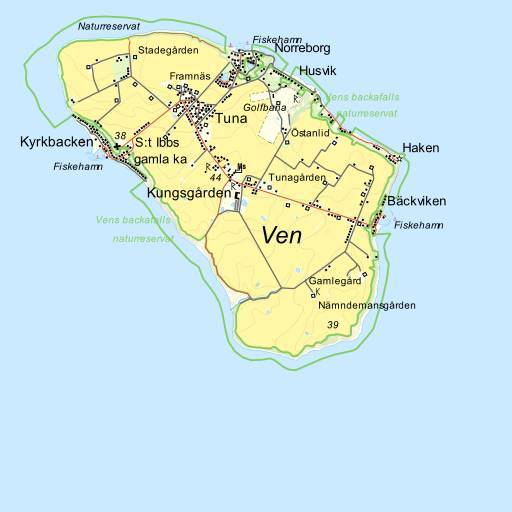 Naturreservat
Fiskehamn
Stadegården
Norreborg
Husvik
Framnäs
K
Vens backafalls
naturreservat
Golfbana
Tuna
Östanlid
38
Kyrkbacken
S:t Ibbs
gamla ka
Haken
Fiskehamn
K
44
Ms
Tunagården
K
Kungsgården
Bäckviken
Vens backafalls
naturreservat
Fiskehamn
Ven
Gamlegård
K
Nämndemansgården
39